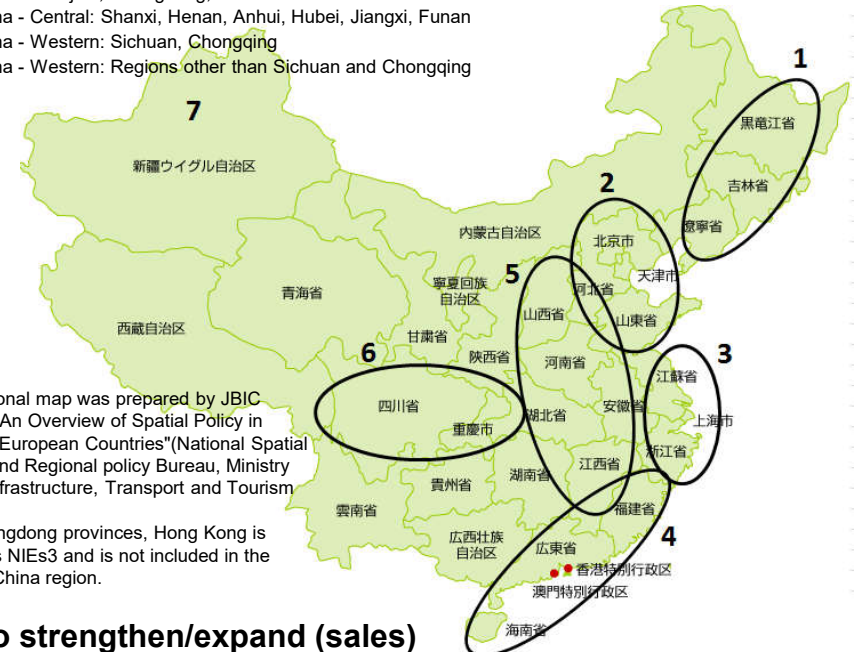 na - Central: Shanxi, Henan, Anhui, Hubei, Jiangxi, Funan
na - Western: Sichuan, Chongqing
na - Western: Regions other than Sichuan and Chongqing
1
7
黒竜江省
新疆ウイグル自治区
吉林省
2
遼寧省
内蒙古自治区
北京市
5
天津市
寧夏回族
自治区
河北省
青海省
山西省
山東省
西蔵自治区
甘粛省
3
6
陝西省
河南省
江蘇省
onal map was prepared by JBIC
四川省
安徽省
An Overview of Spatial Policy in
湖北省
上海市
重慶市
European Countries"(National Spatial
浙江省
nd Regional policy Bureau, Ministry
江西省
frastructure, Transport and Tourism
湖南省
貴州省
雲南省
福建省
ngdong provinces, Hong Kong is
4
広西壮族
自治区
広東省
s NIEs3 and is not included in the
香港特別行政区
China region.
澳門特別行政区
海南省
o strengthen/expand (sales)